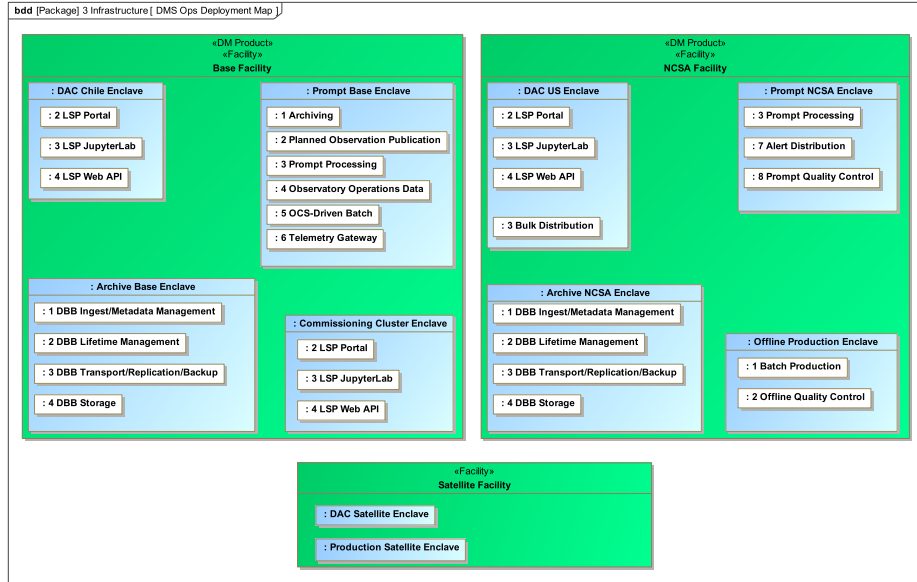 bdd [Package] 3 Infrastructure [ DMS Ops Deployment Map ]
«DM Product»
«Facility»
Base Facility
: DAC Chile Enclave
: 2 LSP Portal
: 3 LSP JupyterLab
: 4 LSP Web API
: Prompt Base Enclave
: 1 Archiving
: 2 Planned Observation Publication
: 3 Prompt Processing
: 4 Observatory Operations Data
: 5 OCS-Driven Batch
: 6 Telemetry Gateway
: Archive Base Enclave
: 1 DBB Ingest/Metadata Management
: 2 DBB Lifetime Management
: 3 DBB Transport/Replication/Backup
: 4 DBB Storage
: Commissioning Cluster Enclave
: 2 LSP Portal
: 3 LSP JupyterLab
: 4 LSP Web API
«DM Product»
«Facility»
NCSA Facility
: DAC US Enclave
: 2 LSP Portal
: 3 LSP JupyterLab
: 4 LSP Web API
: 3 Bulk Distribution
: Prompt NCSA Enclave
: 3 Prompt Processing
: 7 Alert Distribution
: 8 Prompt Quality Control
: Archive NCSA Enclave
: 1 DBB Ingest/Metadata Management
: 2 DBB Lifetime Management
: 3 DBB Transport/Replication/Backup
: 4 DBB Storage
: Offline Production Enclave
: 1 Batch Production
: 2 Offline Quality Control
«Facility»
Satellite Facility
: DAC Satellite Enclave
: Production Satellite Enclave